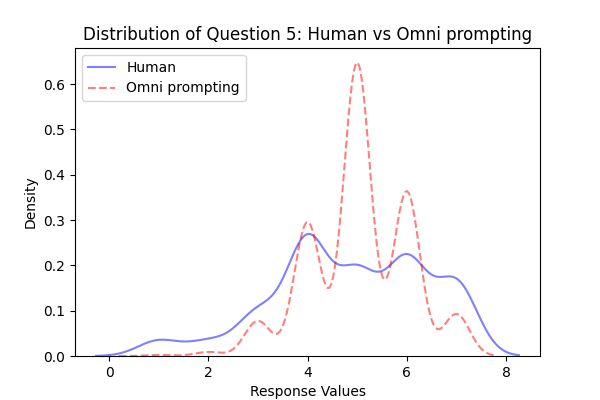 Distribution of Question 5: Human vs Omni prompting
Human
Omni prompting
0.6
0.5
0.4
0.3
0.2
0.1
0.0
Density
0 2 4 6 8
Response Values